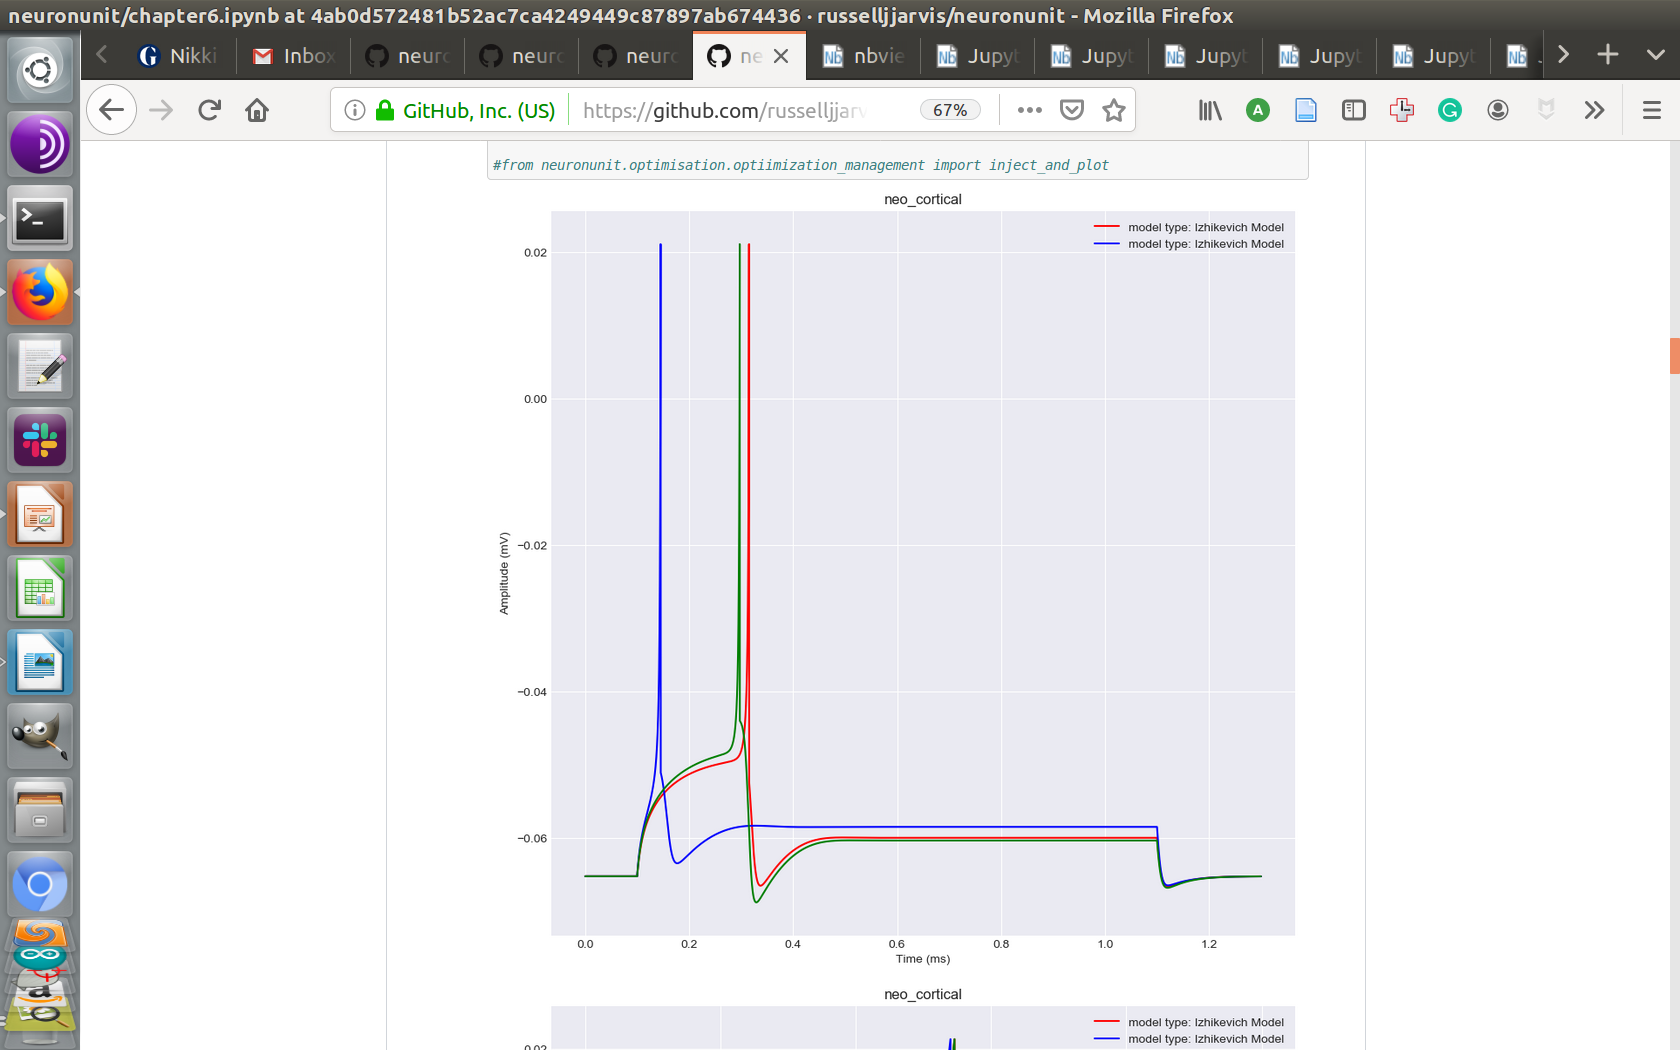 neuronunit/chapter6.ipynb at 4ab0d572481b52ac7ca4249449c87897ab674436 · russelljjarvis/neuronunit - Mozilla Firefox
Nikki
Inbox
neuro
neuro
neuro
ne
nbvie
Jupyt
Jupyt
Jupyt
Jupyt
Jupyt
GitHub, Inc. (US)
https://github.com/russelljjarv
67%
#from neuronunit.optimisation.optiimization_management import inject_and_plot
neo_cortical
model type: Izhikevich Model
model type: Izhikevich Model
0.02
0.00
−0.02
−0.04
−0.06
Amplitude (mV)
0.0 0.2 0.4 0.6 0.8 1.0 1.2
Time (ms)
neo_cortical
model type: Izhikevich Model
model type: Izhikevich Model
0.02